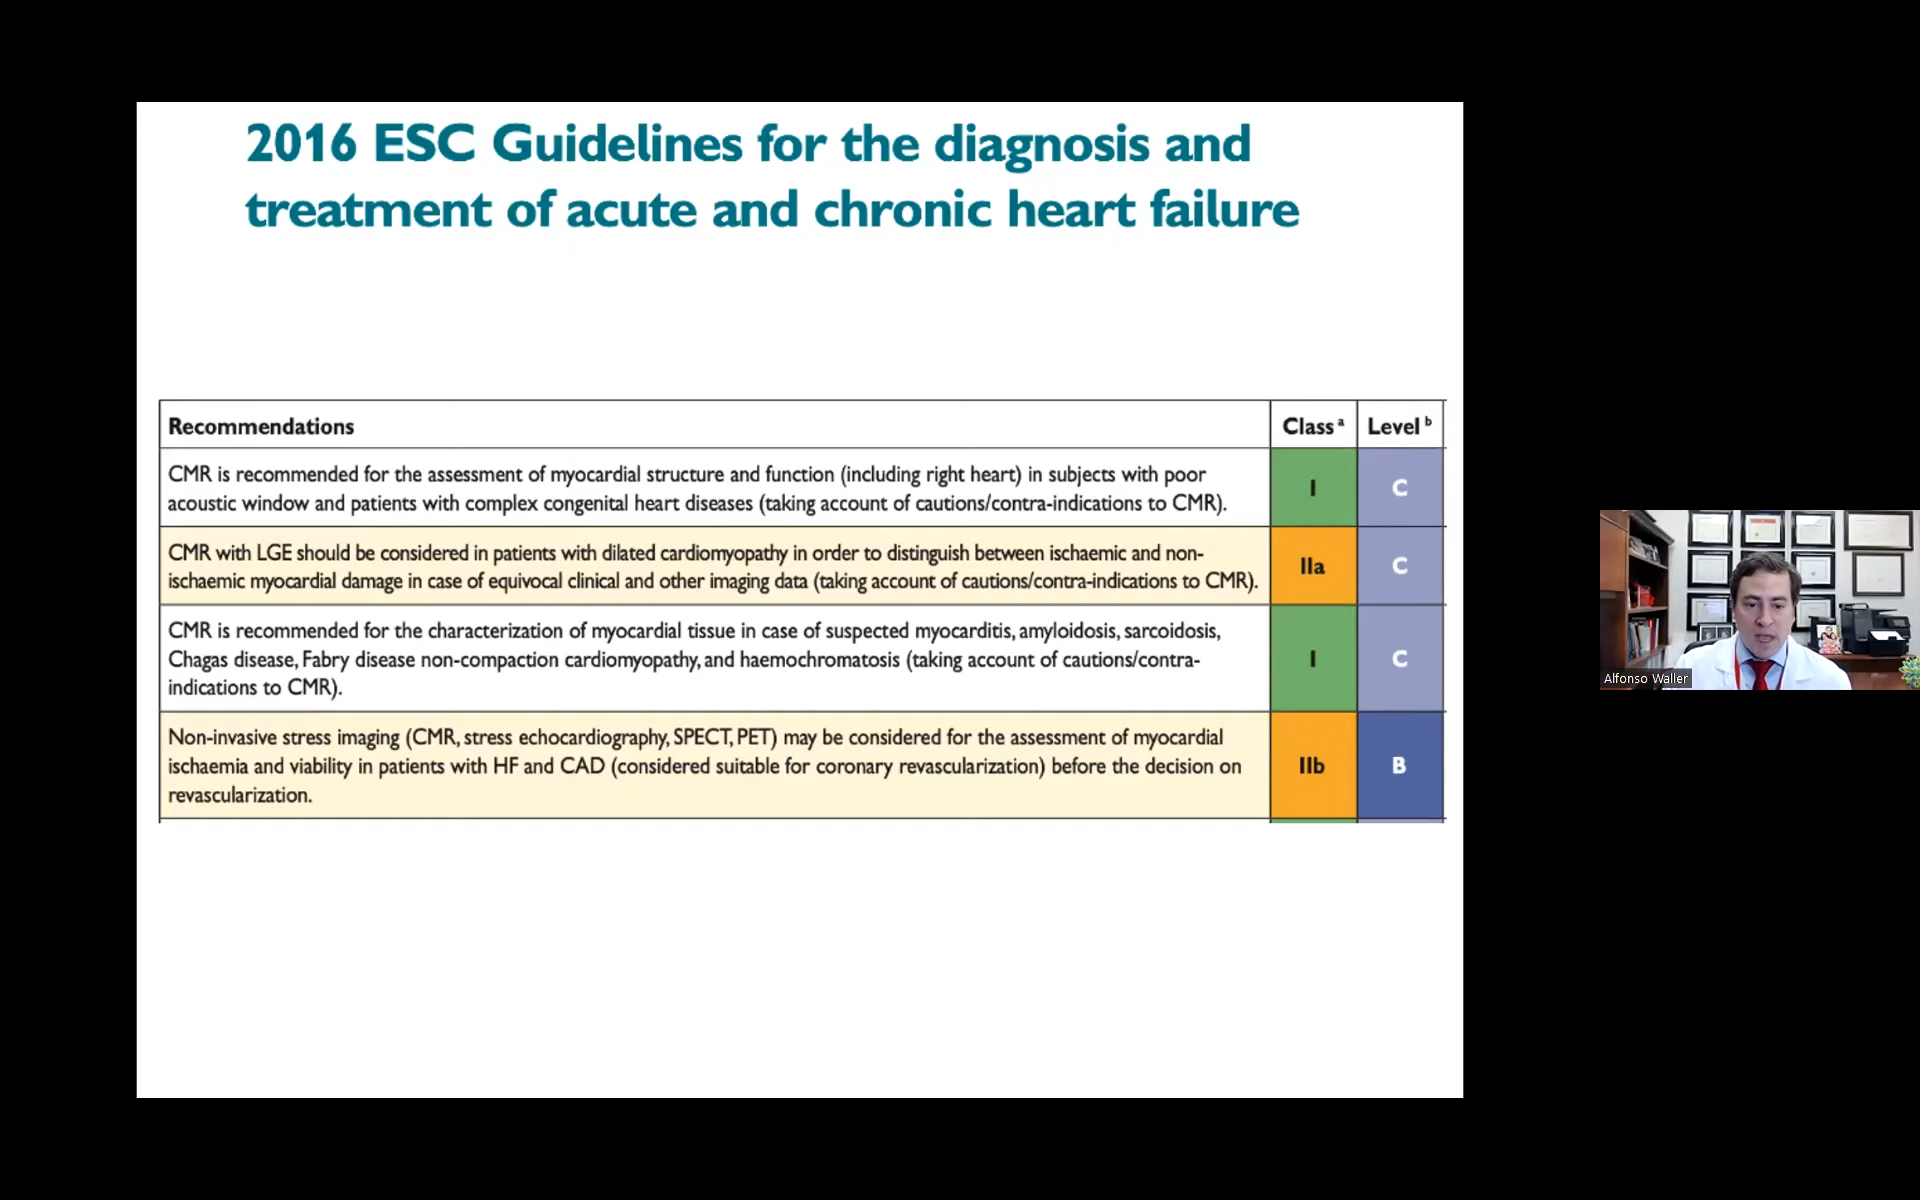 2016 ESC Guidelines for the diagnosis and
treatment of acute and chronic heart failure
Recommendations Class a Level b
CMR is recommended for the assessment of myocardial structure and function (including right heart) in subjects with poor
acoustic window and patients with complex congenital heart diseases (taking account of cautions/contra-indications to CMR).
I C
CMR with LGE should be considered in patients with dilated cardiomyopathy in order to distinguish between ischaemic and non-
ischaemic myocardial damage in case of equivocal clinical and other imaging data (taking account of cautions/contra-indications to CMR).
IIa C
CMR is recommended for the characterization of myocardial tissue in case of suspected myocarditis, amyloidosis, sarcoidosis,
Chagas disease, Fabry disease non-compaction cardiomyopathy, and haemochromatosis (taking account of cautions/contra-
indications to CMR).
I C
Non-invasive stress imaging (CMR, stress echocardiography, SPECT, PET) may be considered for the assessment of myocardial
ischaemia and viability in patients with HF and CAD (considered suitable for coronary revascularization) before the decision on
revascularization.
IIb B
Alfonso Waller